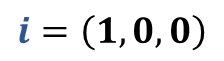 i = (1, 0, 0)